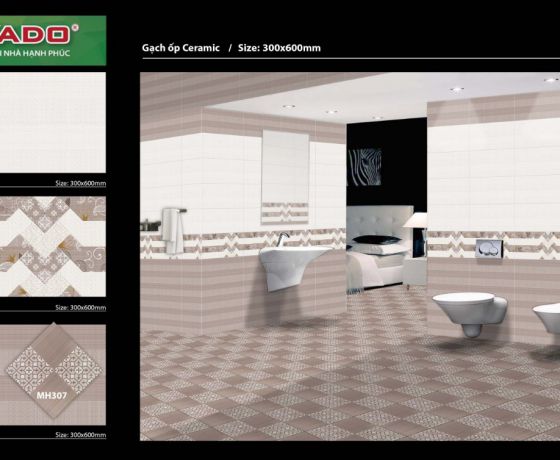 ADO®
I NHÀ HẠNH PHÚC
Gạch ốp Ceramic / Size: 300x600mm
Size: 300x600mm
Size: 300x600mm
MH307
Size: 300x600mm